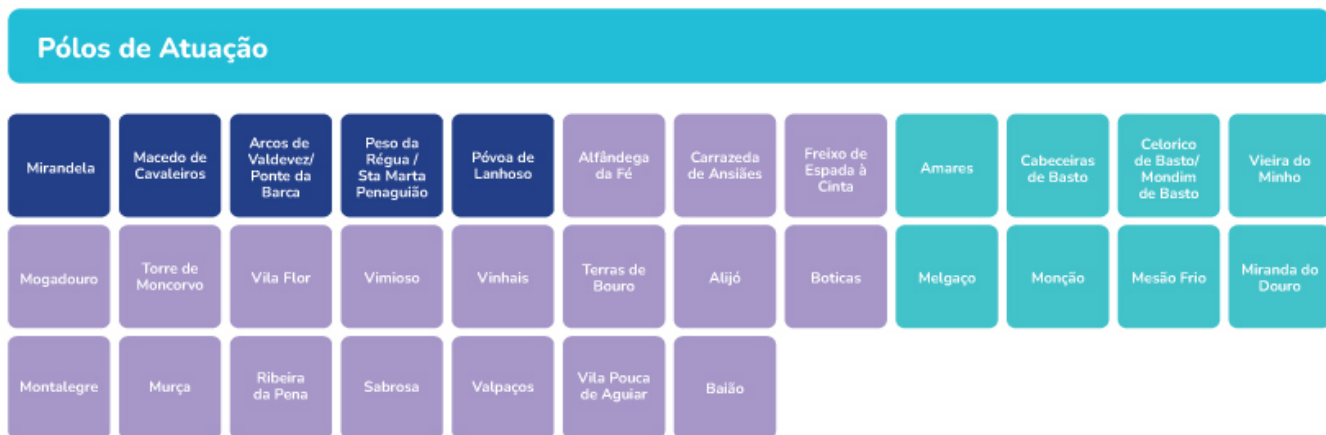 Pólos de Atuação
Mirandela
Macedo de
Cavaleiros
Arcos de
Valdevez/
Ponte da
Barca
Peso da
Régua /
Sta Marta
Penaguião
Póvoa de
Lanhoso
Alfândega
da Fé
Carrazeda
de Ansiães
Freixo de
Espada à
Cinta
Amares
Cabeceiras
de Basto
Celorico
de Basto/
Mondim
de Basto
Vieira do
Minho
Mogadouro
Torre de
Moncorvo
Vila Flor
Vimioso
Vinhais
Terras de
Bouro
Alijó
Boticas
Melgaço
Monção
Mesão Frio
Miranda do
Douro
Montalegre
Murça
Ribeira
da Pena
Sabrosa
Valpaços
Vila Pouca
de Aguiar
Baião